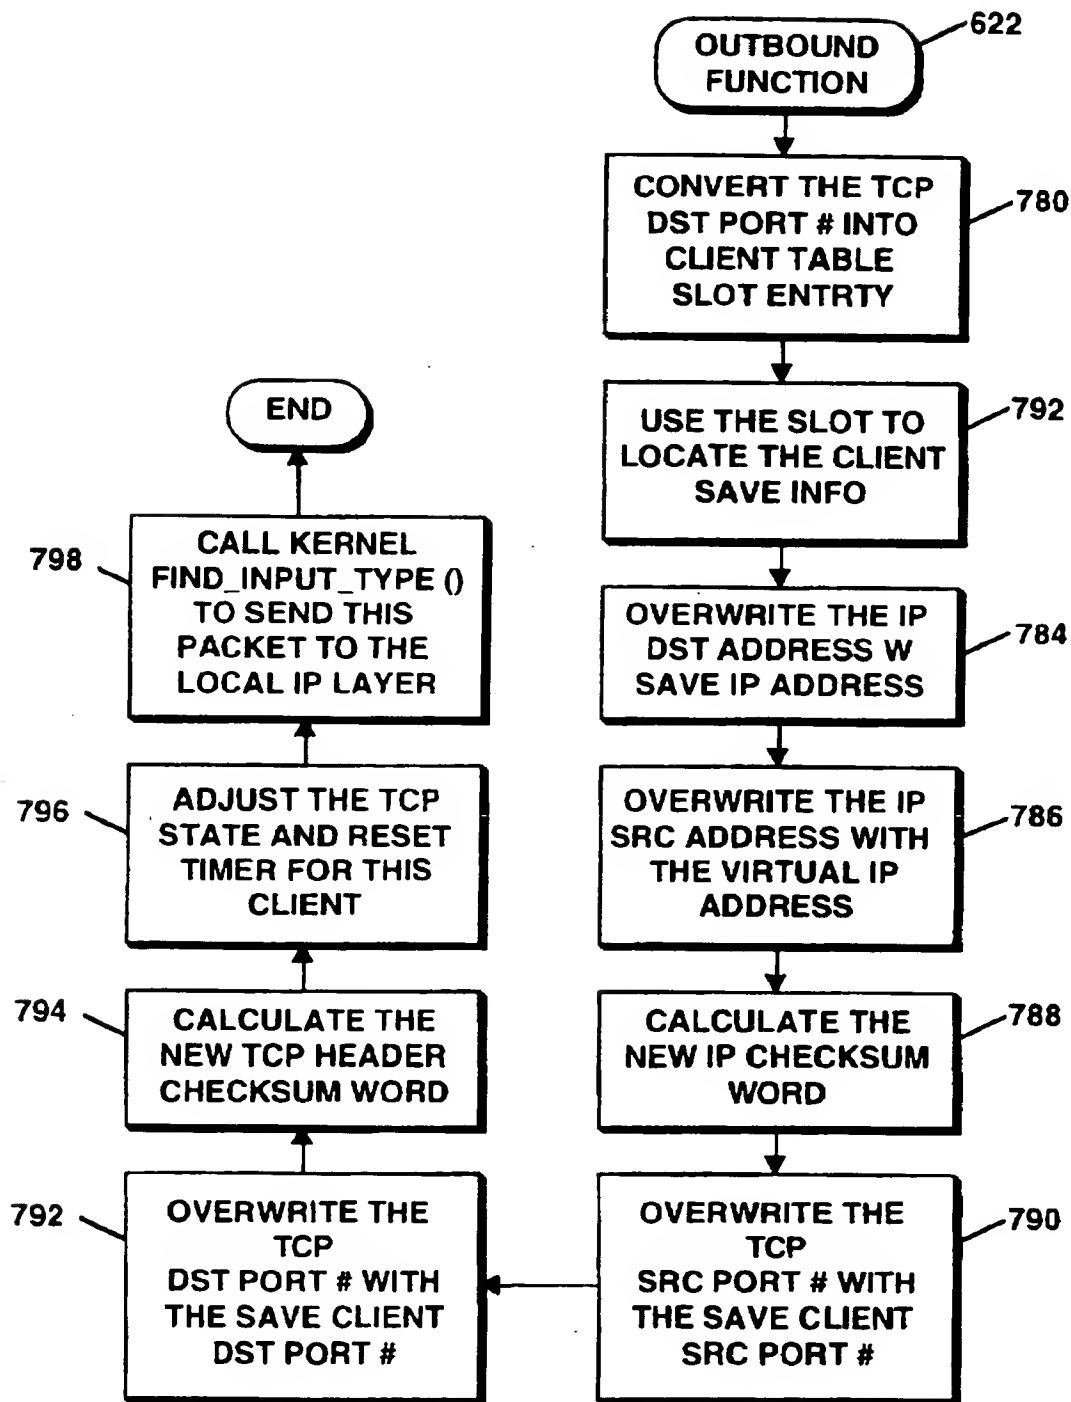 OUTBOUND
FUNCTION
622
CONVERT THE TCP
DST PORT # INTO
CLIENT TABLE
SLOT ENTRTY
780
USE THE SLOT TO
LOCATE THE CLIENT
SAVE INFO
792
OVERWRITE THE IP
DST ADDRESS W
SAVE IP ADDRESS
784
OVERWRITE THE IP
SRC ADDRESS WITH
THE VIRTUAL IP
ADDRESS
786
CALCULATE THE
NEW IP CHECKSUM
WORD
788
OVERWRITE THE
TCP
SRC PORT # WITH
THE SAVE CLIENT
SRC PORT #
790
OVERWRITE THE
TCP
DST PORT # WITH
THE SAVE CLIENT
DST PORT #
792
CALCULATE THE
NEW TCP HEADER
CHECKSUM WORD
794
ADJUST THE TCP
STATE AND RESET
TIMER FOR THIS
CLIENT
796
CALL KERNEL
FIND_INPUT_TYPE ()
TO SEND THIS
PACKET TO THE
LOCAL IP LAYER
798
END